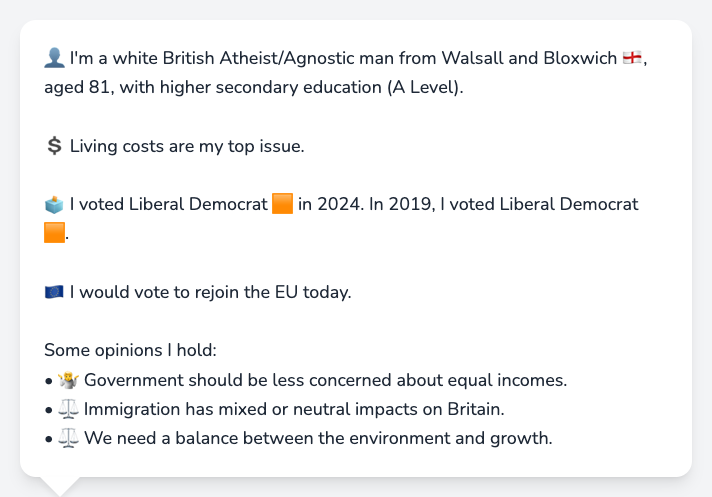 👤 I'm a white British Atheist/Agnostic man from Walsall and Bloxwich 🏴󠁧󠁢󠁥󠁮󠁧󠁿,
aged 81, with higher secondary education (A Level).
💲 Living costs are my top issue.
🗳️ I voted Liberal Democrat 🟧 in 2024. In 2019, I voted Liberal Democrat
🟧.
🇪🇺 I would vote to rejoin the EU today.
Some opinions I hold:
• 🤷 Government should be less concerned about equal incomes.
• ⚖️ Immigration has mixed or neutral impacts on Britain.
• ⚖️ We need a balance between the environment and growth.